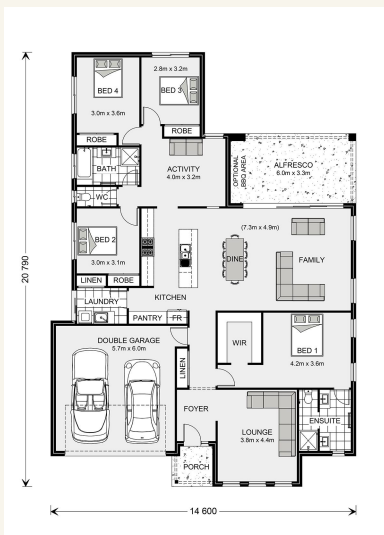 2.8m x 3.2m
BED 4
BED 3
3.0m x 3.6m
ROBE
ROBE
BATH
ACTIVITY
4.0m x 3.2m
OPTIONAL
BBQ AREA
ALFRESCO
6.0m x 3.3m
WC
BED 2
3.0m x 3.1m
(7.3m x 4.9m)
DINE
FAMILY
LINEN
ROBE
LAUNDRY
KITCHEN
PANTRY
FR
DOUBLE GARAGE
5.7m x 6.0m
WIR
BED 1
4.2m x 3.6m
LINEN
FOYER
LOUNGE
3.8m x 4.4m
ENSUITE
PORCH
20 790
14 600